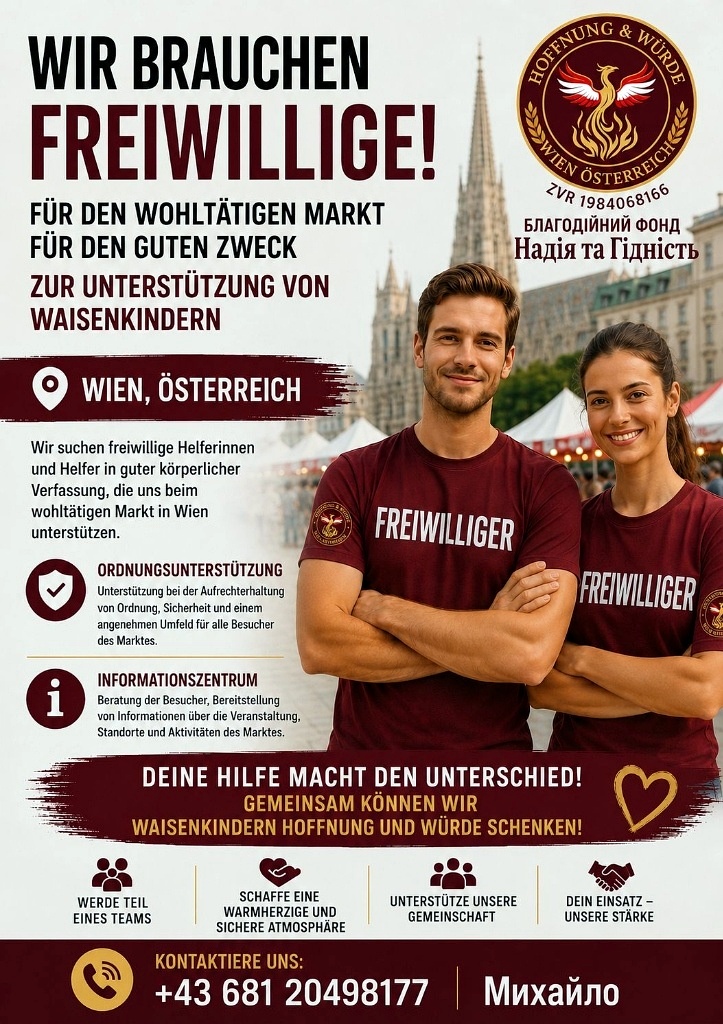 WIR BRAUCHEN
FREIWILLIGE!
FÜR DEN WOHLTÄTIGEN MARKT
FÜR DEN GUTEN ZWECK
ZUR UNTERSTÜTZUNG VON
WAISENKINDERN
HOFFNUNG & WÜRDE
WIEN ÖSTERREICH
ZVR 1984068166
БЛАГОДІЙНИЙ ФОНД
Надія та Гідність
WIEN, ÖSTERREICH
Wir suchen freiwillige Helferinnen
und Helfer in guter körperlicher
Verfassung, die uns beim
wohltätigen Markt in Wien
unterstützen.
ORDNUNGSUNTERSTÜTZUNG
Unterstützung bei der Aufrechterhaltung
von Ordnung, Sicherheit und einem
angenehmen Umfeld für alle Besucher
des Marktes.
INFORMATIONSZENTRUM
Beratung der Besucher, Bereitstellung
von Informationen über die Veranstaltung,
Standorte und Aktivitäten des Marktes.
FREIWILLIGER
FREIWILLIGER
DEINE HILFE MACHT DEN UNTERSCHIED!
GEMEINSAM KÖNNEN WIR
WAISENKINDERN HOFFNUNG UND WÜRDE SCHENKEN!
WERDE TEIL
EINES TEAMS
SCHAFFE EINE
WARMHERZIGE UND
SICHERE ATMOSPHÄRE
UNTERSTÜTZE UNSERE
GEMEINSCHAFT
DEIN EINSATZ –
UNSERE STÄRKE
KONTAKTIERE UNS:
+43 681 20498177
Михайло